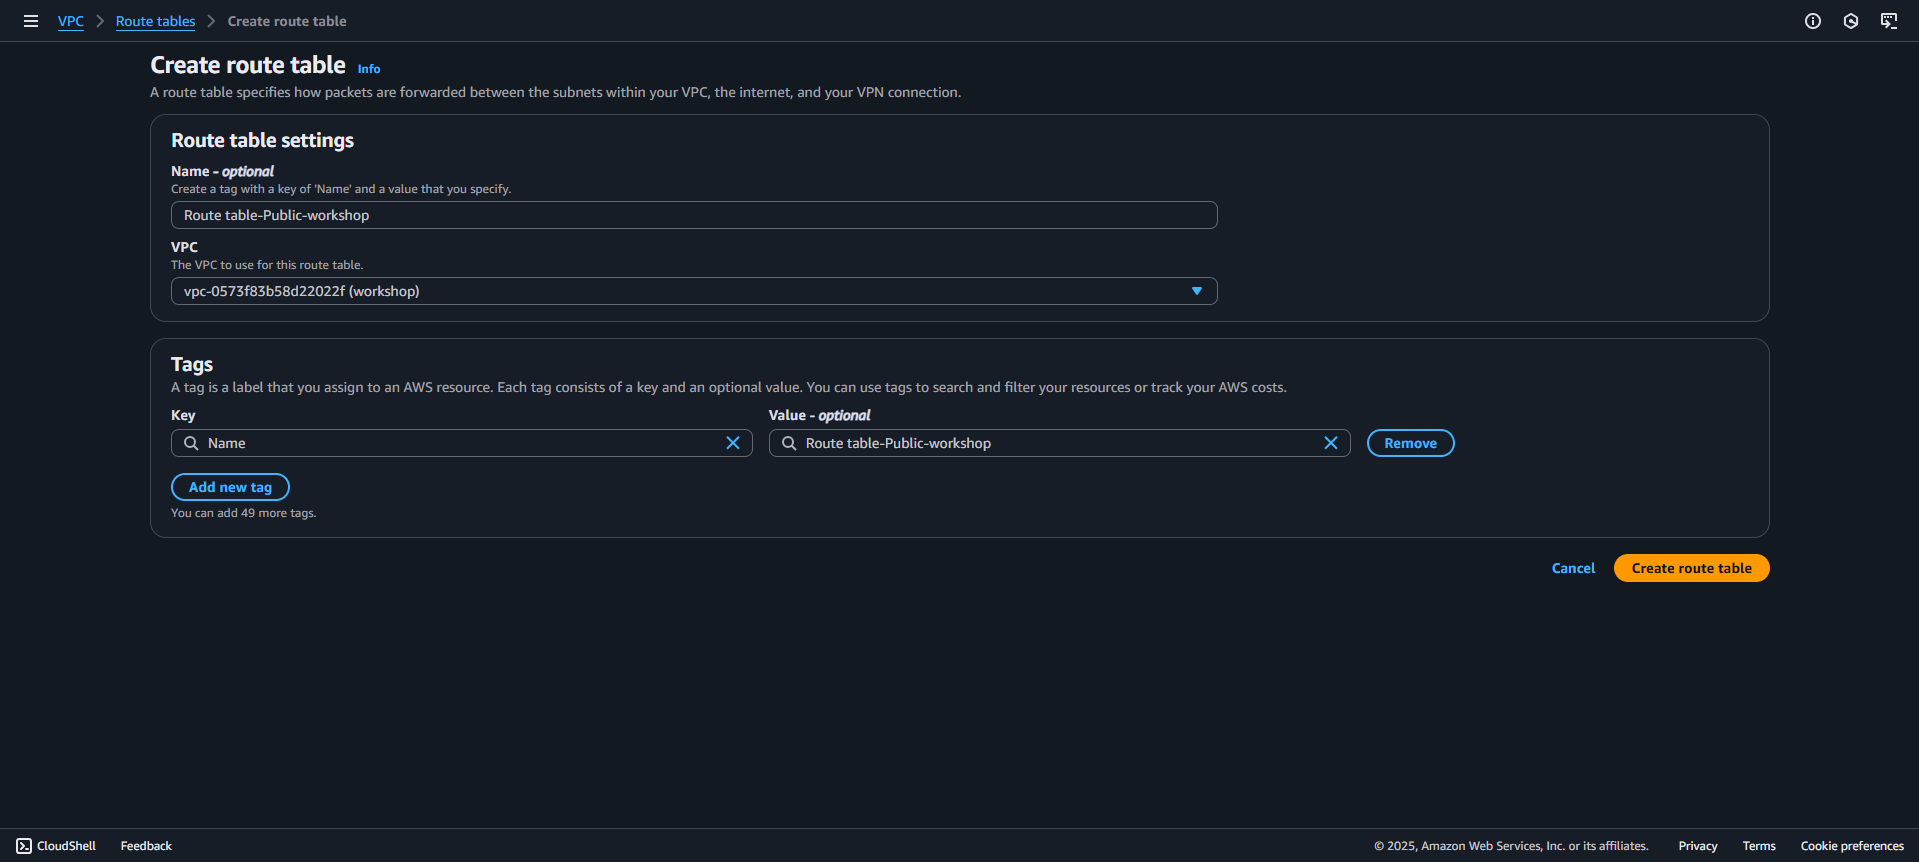 VPC > Route tables > Create route table
Create route table Info
A route table specifies how packets are forwarded between the subnets within your VPC, the internet, and your VPN connection.
Route table settings
Name - optional
Create a tag with a key of 'Name' and a value that you specify.
Route table-Public-workshop
VPC
The VPC to use for this route table.
vpc-0573f83b58d22022f (workshop)
Tags
A tag is a label that you assign to an AWS resource. Each tag consists of a key and an optional value. You can use tags to search and filter your resources or track your AWS costs.
Key Value - optional
Name Route table-Public-workshop Remove
Add new tag
You can add 49 more tags.
Cancel Create route table
CloudShell Feedback © 2025, Amazon Web Services, Inc. or its affiliates. Privacy Terms Cookie preferences